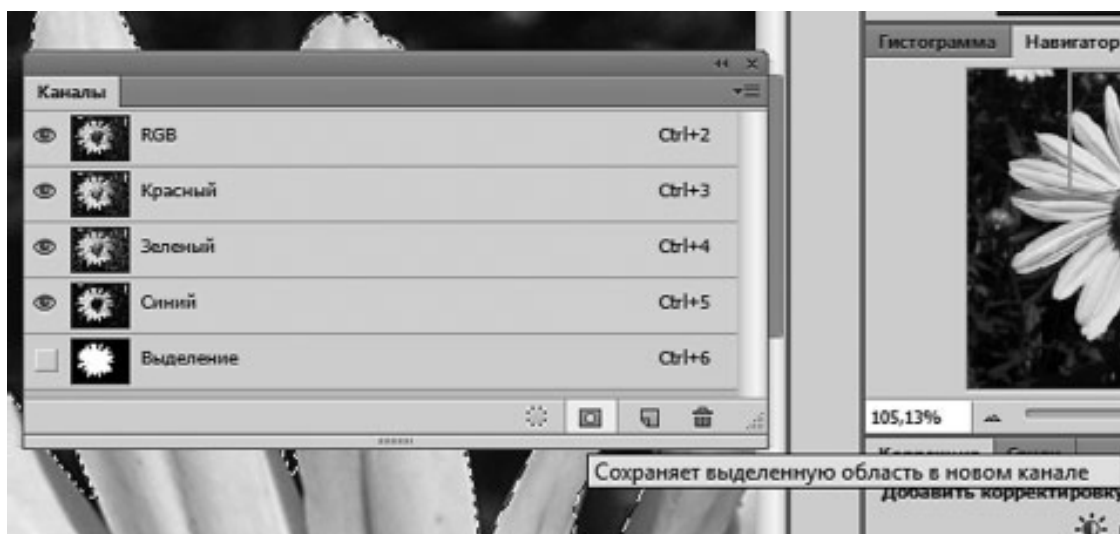 Гистограмма Навигатор
Каналы
RGB Ctrl+2
Красный Ctrl+3
Зеленый Ctrl+4
Синий Ctrl+5
Выделение Ctrl+6
105,13%
Сохраняет выделенную область в новом канале
Добавить корректировку